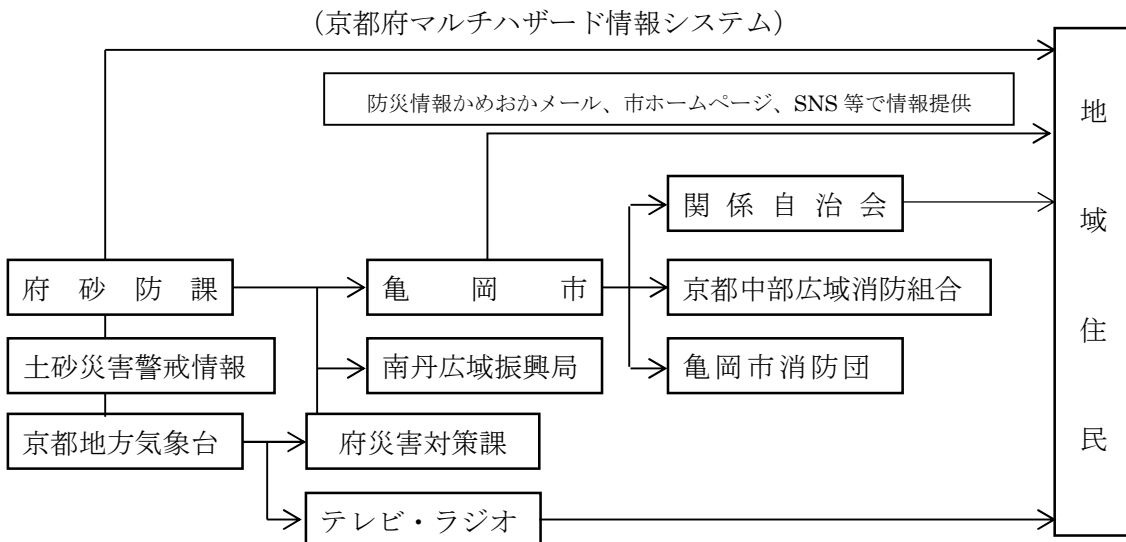 (京都府マルチハザード情報システム)
防災情報かめおかメール、市ホームページ、SNS 等で情報提供
地域住民
関係自治会
府砂防課
亀岡市
京都中部広域消防組合
土砂災害警戒情報
南丹広域振興局
亀岡市消防団
京都地方気象台
府災害対策課
テレビ・ラジオ